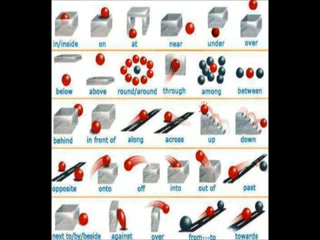 in/inside on at near under over
below above round/around through among between
behind in front of along across up down
opposite onto off into out of past
next to/by/beside against over from---to towards